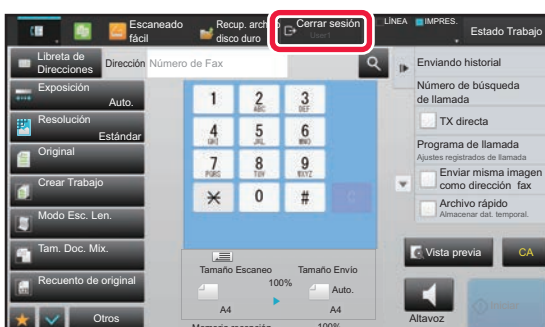 Escaneado
fácil
Recup. archivo
disco duro
Cerrar sesión
User1
LÍNEA
IMPRES.
Estado Trabajo
Libreta de
Direcciones
Dirección
Número de Fax
Exposición
Auto.
Resolución
Estándar
Original
Crear Trabajo
Modo Esc. Len.
Tam. Doc. Mix.
Recuento de original
Otros
1
2
ABC
3
DEF
4
GHI
5
JKL
6
MNO
7
PQRS
8
TUV
9
WXYZ
0
#
C
Tamaño Escaneo
Tamaño Envío
100%
Auto.
A4
A4
Memoria recepción
100%
Enviando historial
Número de búsqueda
de llamada
TX directa
Programa de llamada
Ajustes registrados de llamada
Enviar misma imagen
como dirección fax
Archivo rápido
Almacenar dat. temporal.
Vista previa
CA
Altavoz